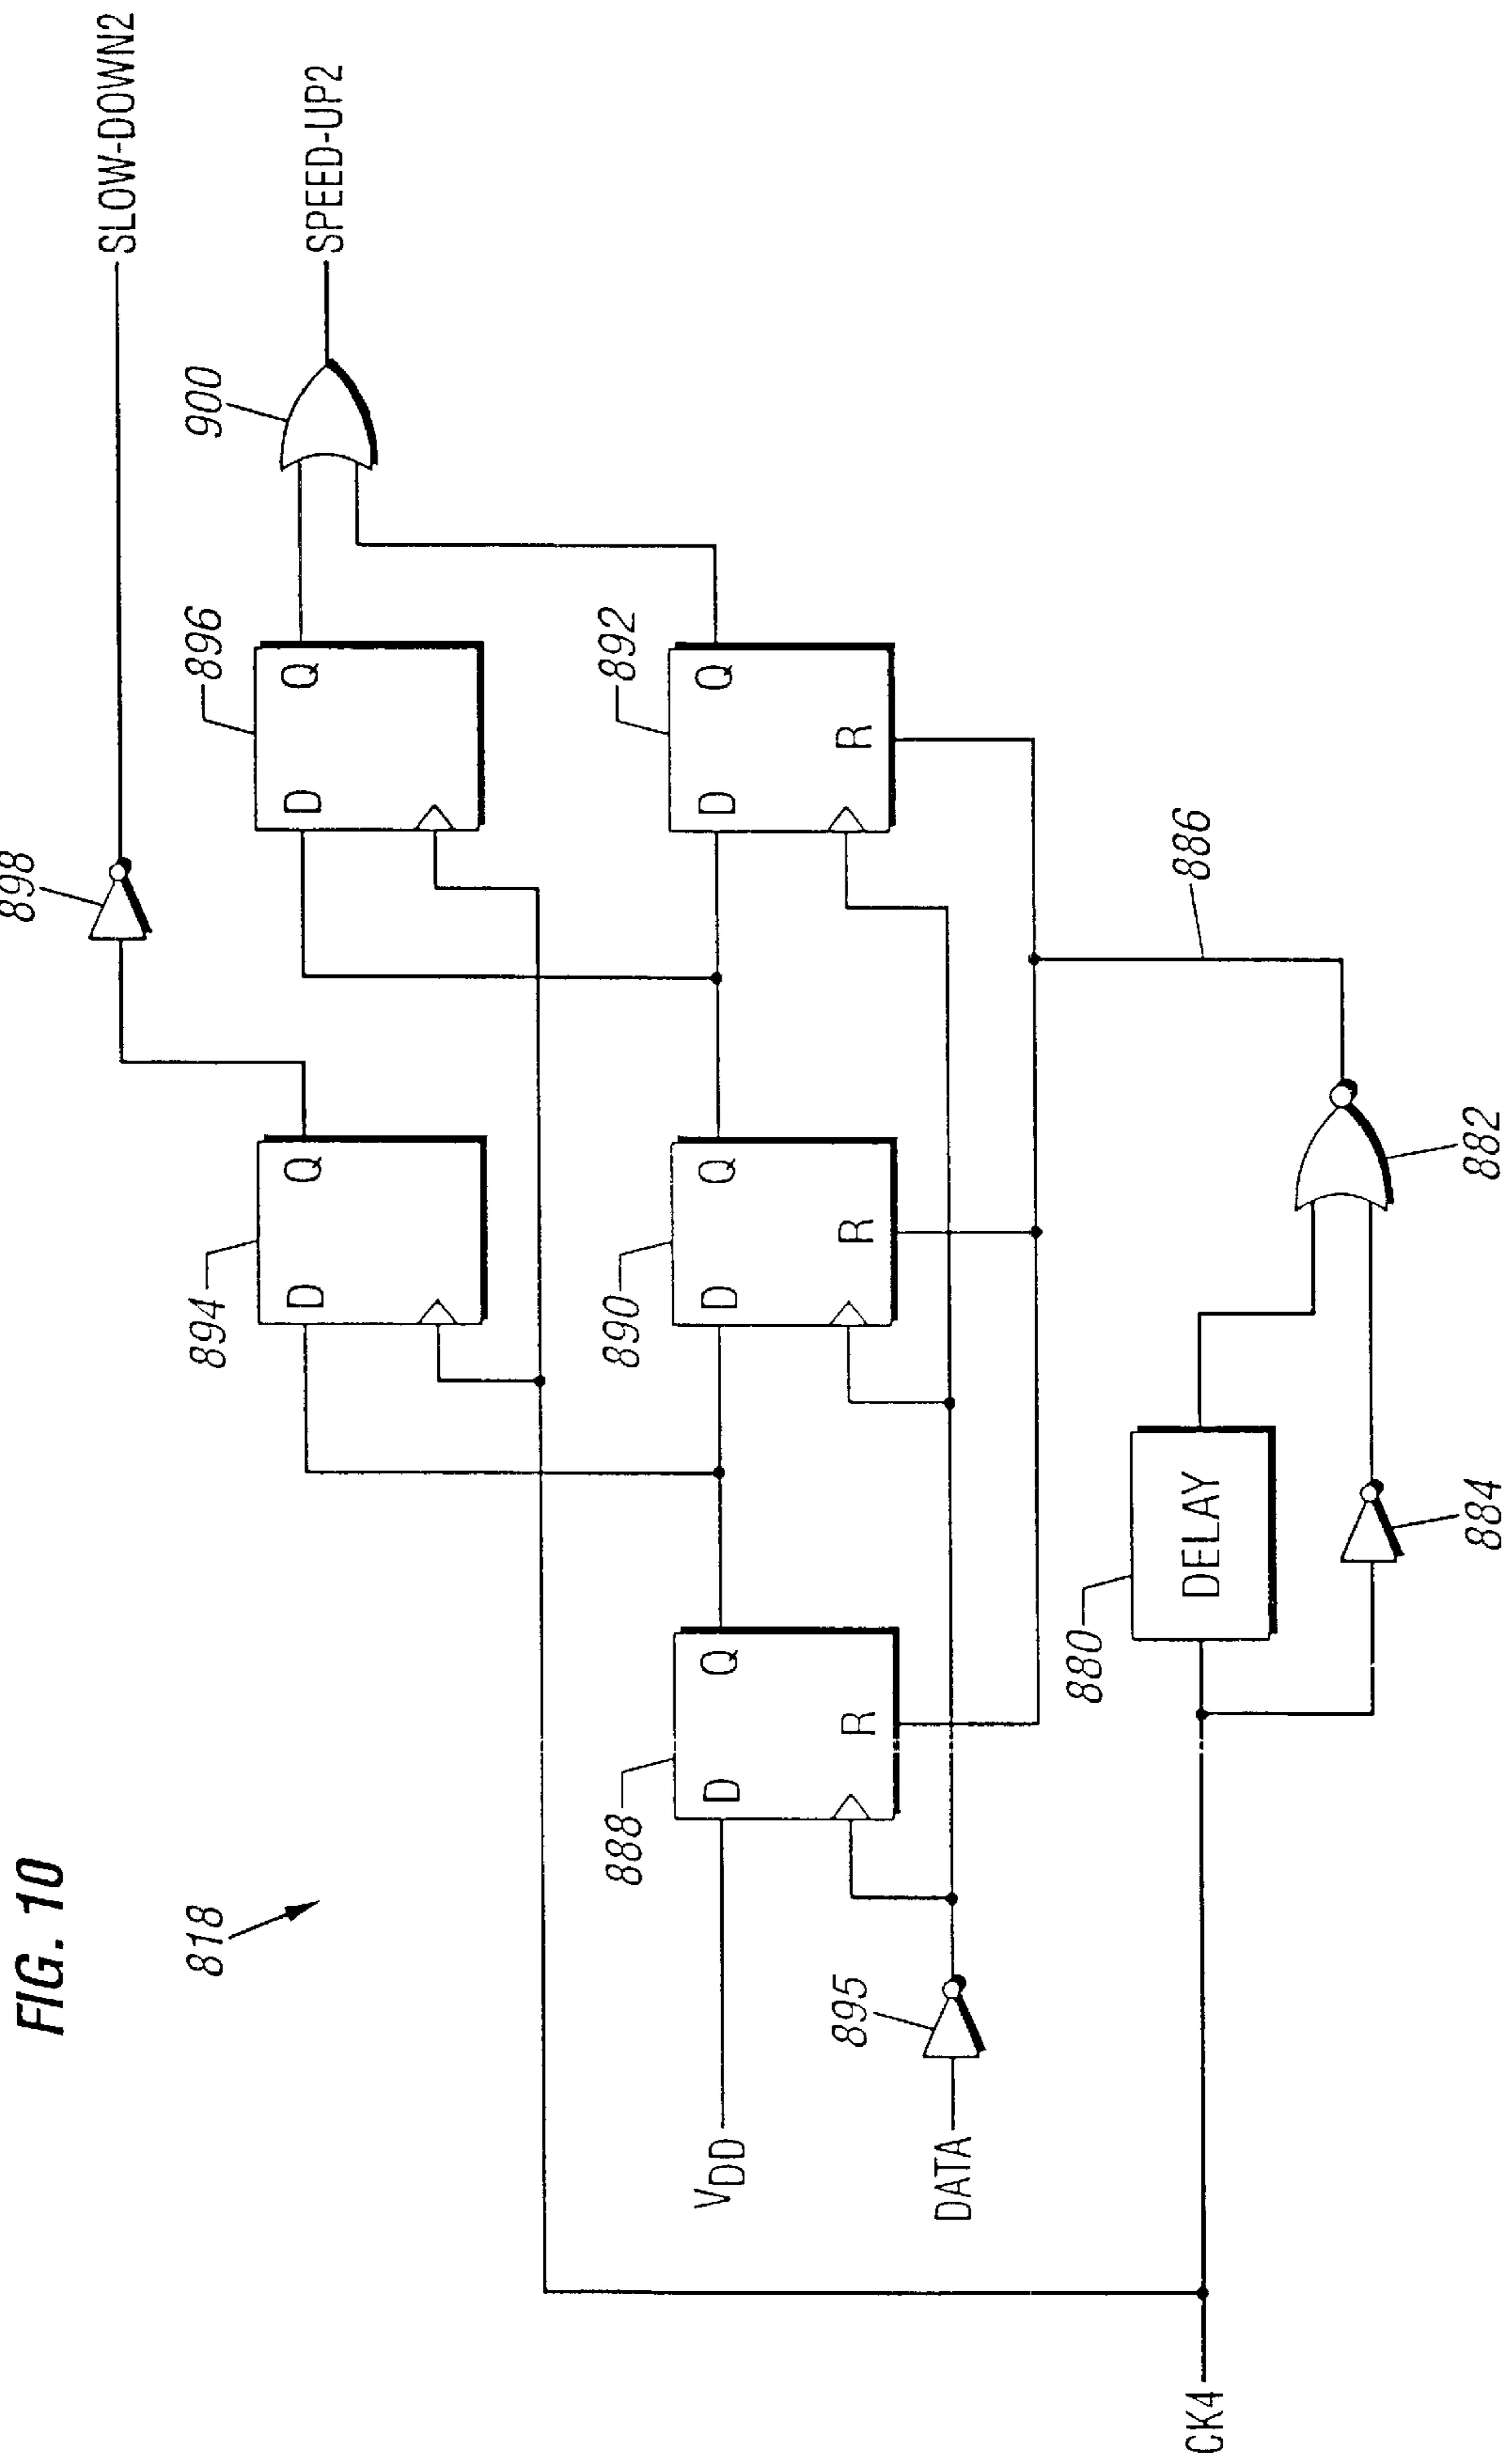 FIG. 10
818
SLOW-DOWN2
898
SPEED-UP2
900
894
D
Q
896
D
Q
888
D
Q
R
890
D
Q
R
892
D
Q
R
VDD
895
DATA
886
880
DELAY
884
882
CK4